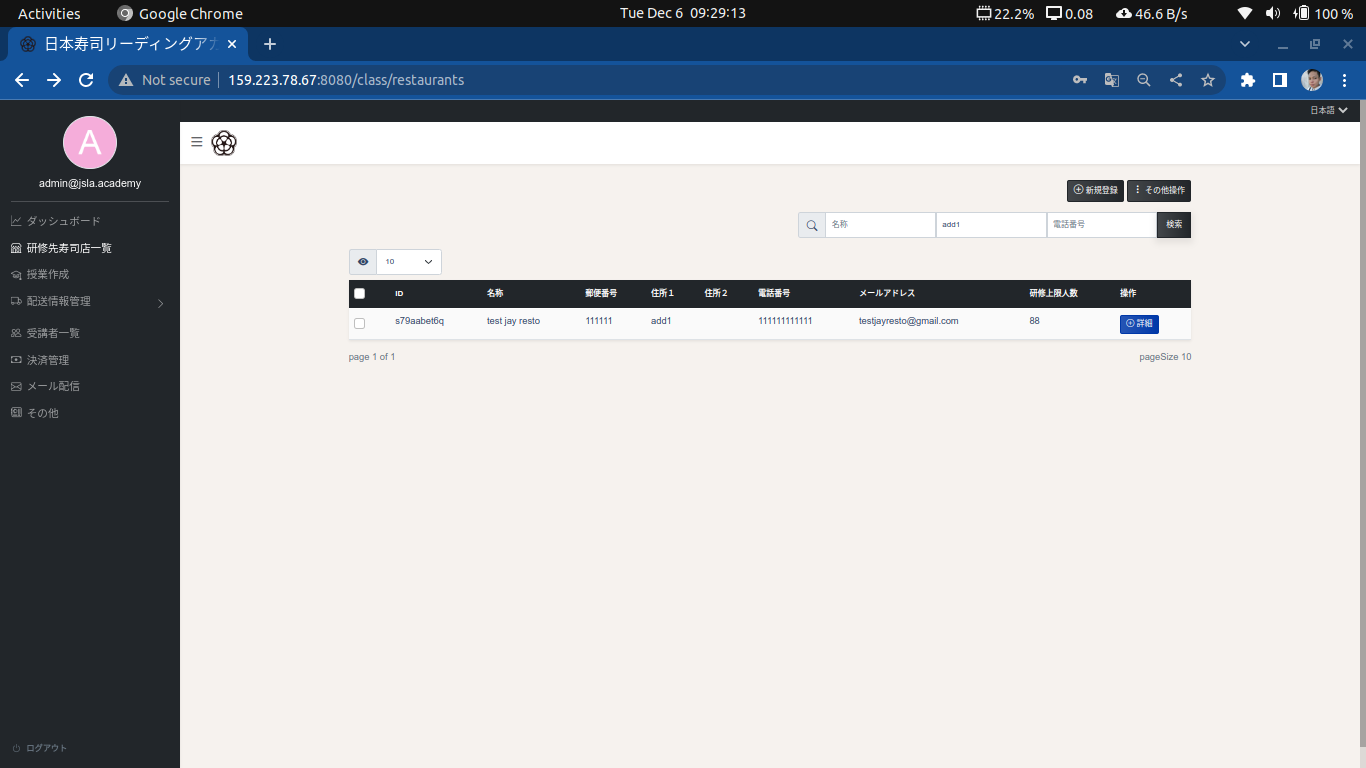 Activities
Google Chrome
Tue Dec 6 09:29:13
22.2%
0.08
46.6 B/s
100 %
日本寿司リーディングアカ
Not secure
159.223.78.67:8080/class/restaurants
日本語
A
admin@jsla.academy
ダッシュボード
研修先寿司店一覧
授業作成
配送情報管理
受講者一覧
決済管理
メール配信
その他
ログアウト
新規登録
その他操作
名称
add1
電話番号
検索
10
ID 名称 郵便番号 住所１ 住所２ 電話番号 メールアドレス 研修上限人数 操作
s79aabet6q test jay resto 111111 add1 111111111111 testjayresto@gmail.com 88 詳細
page 1 of 1
pageSize 10